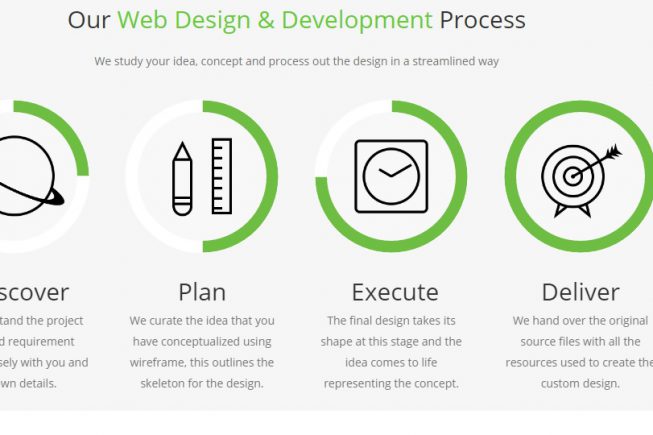 Our Web Design & Development Process
We study your idea, concept and process out the design in a streamlined way
scover
Plan
Execute
Deliver
tand the project
d requirement
sely with you and
wn details.
We curate the idea that you
have conceptualized using
wireframe, this outlines the
skeleton for the design.
The final design takes its
shape at this stage and the
idea comes to life
representing the concept.
We hand over the original
source files with all the
resources used to create the
custom design.